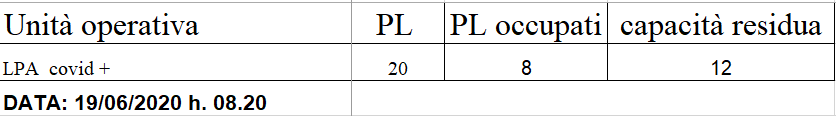 Unità operativa PL PL occupati capacità residua
LPA covid + 20 8 12
DATA: 19/06/2020 h. 08.20